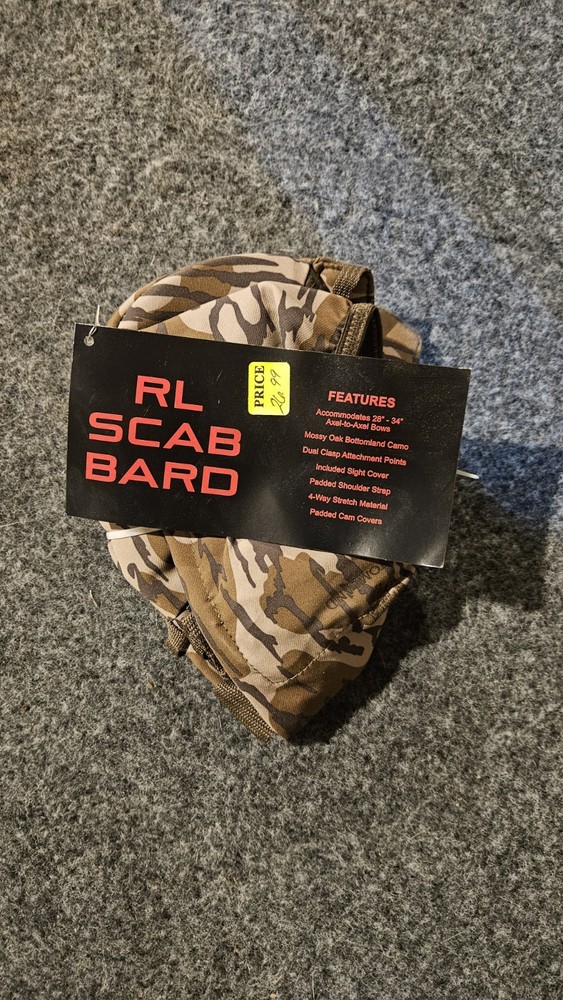 RL
SCAB
BARD
PRICE
26 99
FEATURES
Accommodates 28" - 34"
Axel-to-Axel Bows
Mossy Oak Bottomland Camo
Dual Clasp Attachment Points
Included Sight Cover
Padded Shoulder Strap
4-Way Stretch Material
Padded Cam Covers